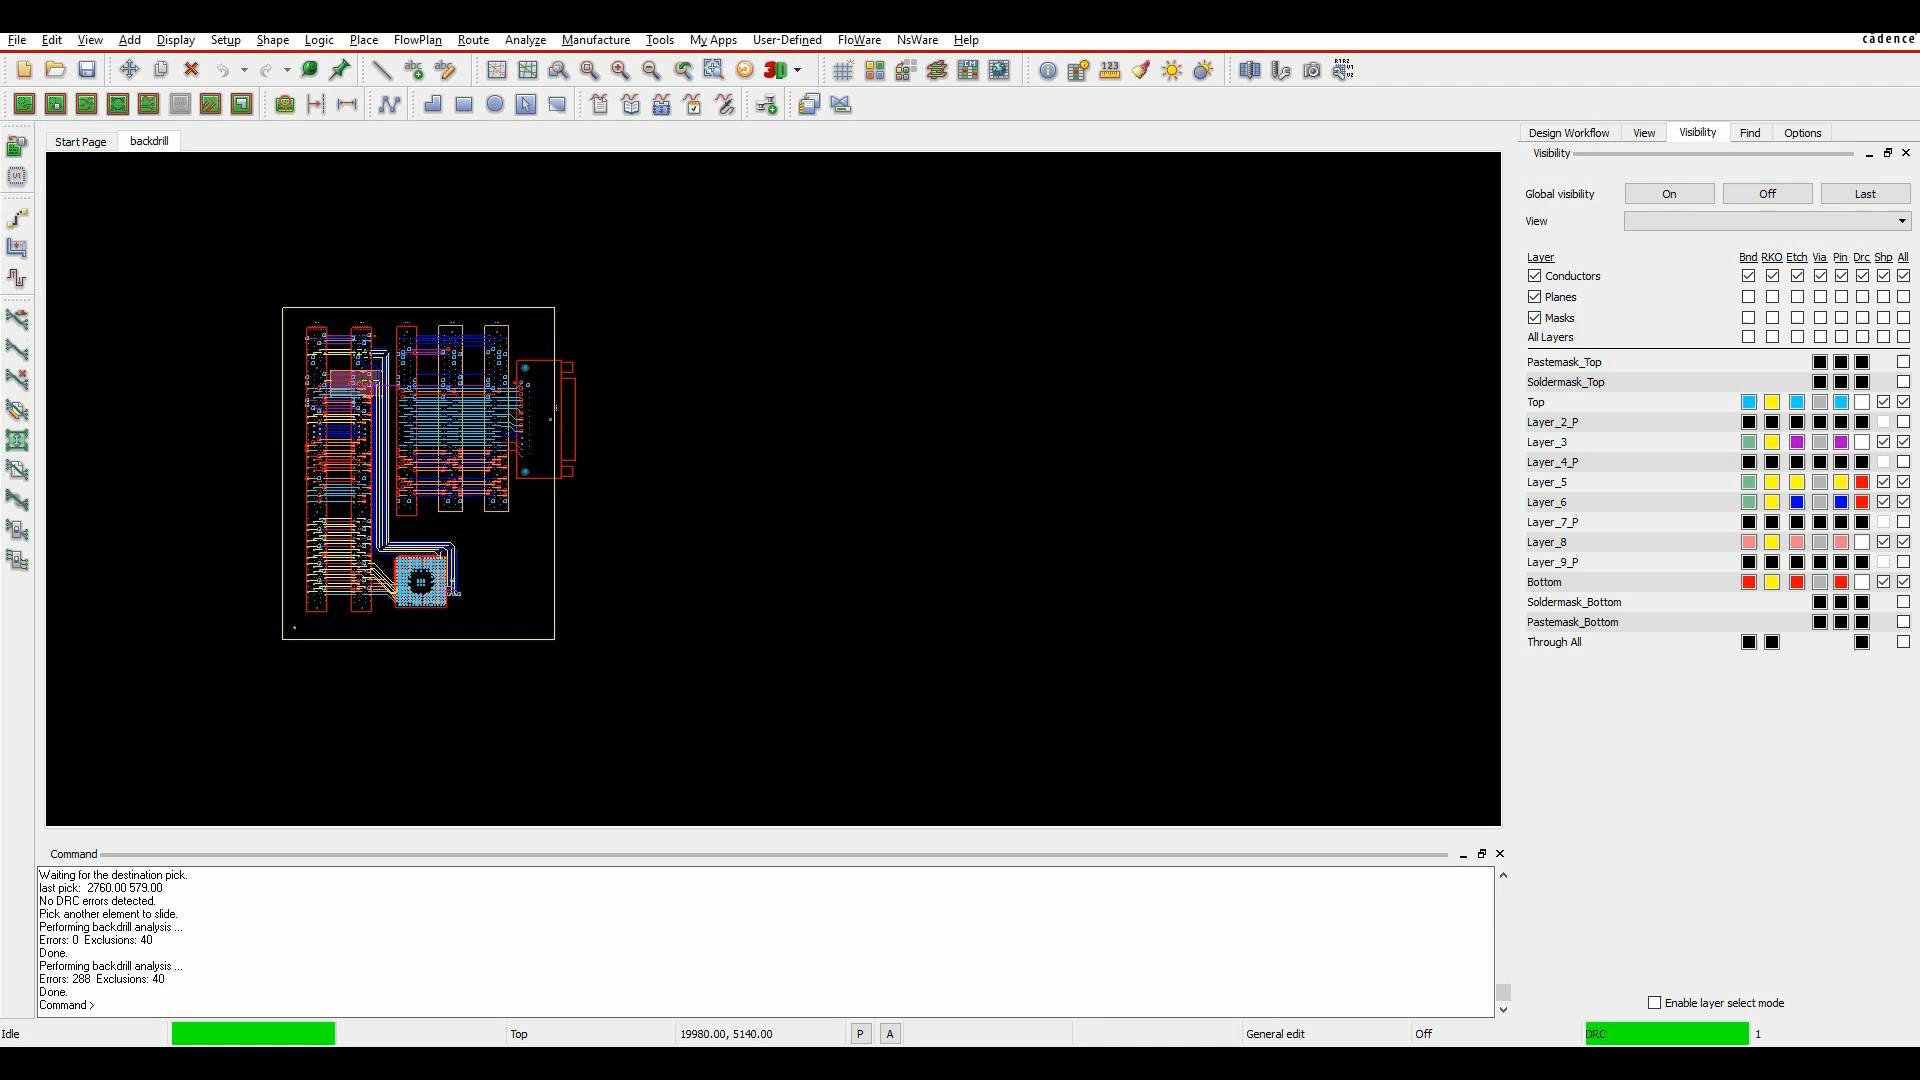 File Edit View Add Display Setup Shape Logic Place FlowPlan Route Analyze Manufacture Tools My Apps User-Defined FloWare NsWare Help
cādence
Start Page backdrill
Design Workflow View Visibility Find Options
Visibility
Global visibility On Off Last
View
Layer Bnd RKO Etch Via Pin Drc Shp All
Conductors
Planes
Masks
All Layers
Pastemask_Top
Soldermask_Top
Top
Layer_2_P
Layer_3
Layer_4_P
Layer_5
Layer_6
Layer_7_P
Layer_8
Layer_9_P
Bottom
Soldermask_Bottom
Pastemask_Bottom
Through All
Enable layer select mode
Command
Waiting for the destination pick.
last pick:  2760.00 579.00
No DRC errors detected.
Pick another element to slide.
Performing backdrill analysis ...
Errors: 0  Exclusions: 40
Done.
Performing backdrill analysis ...
Errors: 288  Exclusions: 40
Done.
Command >
Idle Top 19980.00, 5140.00 P A General edit Off DRC 1